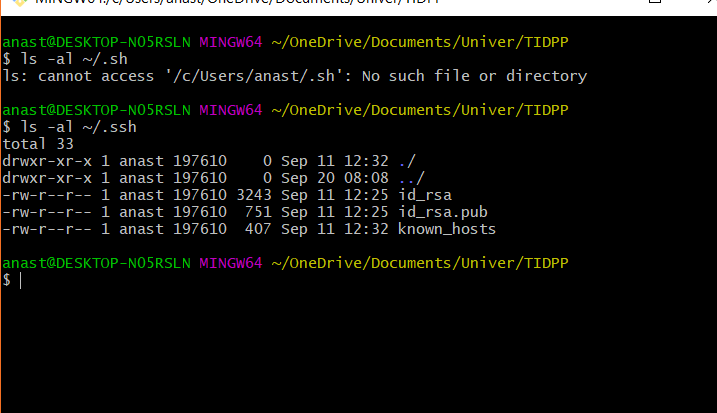 MINGW64:/c/Users/anast/OneDrive/Documents/Univer/TIDPP
anast@DESKTOP-NO5RSLN MINGW64 ~/OneDrive/Documents/Univer/TIDPP
$ ls -al ~/.sh
ls: cannot access '/c/Users/anast/.sh': No such file or directory
anast@DESKTOP-NO5RSLN MINGW64 ~/OneDrive/Documents/Univer/TIDPP
$ ls -al ~/.ssh
total 33
drwxr-xr-x 1 anast 197610    0 Sep 11 12:32 ./
drwxr-xr-x 1 anast 197610    0 Sep 20 08:08 ../
-rw-r--r-- 1 anast 197610 3243 Sep 11 12:25 id_rsa
-rw-r--r-- 1 anast 197610  751 Sep 11 12:25 id_rsa.pub
-rw-r--r-- 1 anast 197610  407 Sep 11 12:32 known_hosts
anast@DESKTOP-NO5RSLN MINGW64 ~/OneDrive/Documents/Univer/TIDPP
$